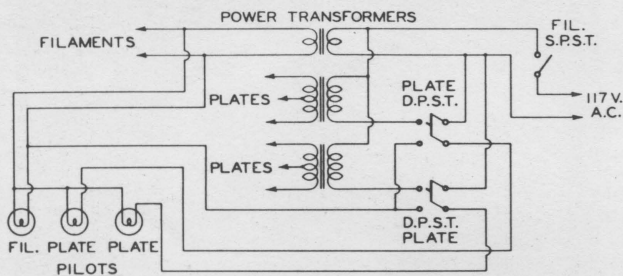 POWER TRANSFORMERS
FIL.
S.P.S.T.
FILAMENTS
PLATE
D.P.S.T.
PLATES
117 V.
A.C.
PLATES
D.P.S.T.
PLATE
FIL. PLATE PLATE
PILOTS